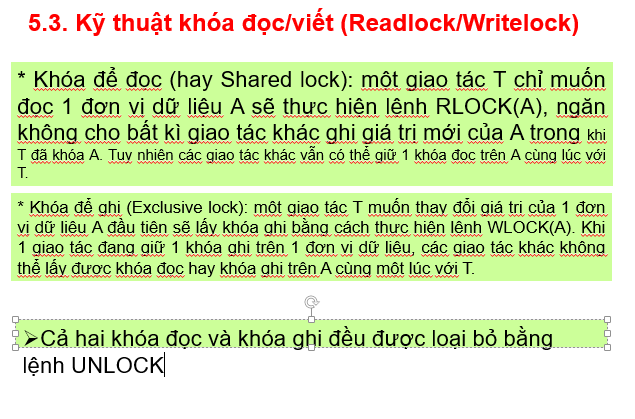 5.3. Kỹ thuật khóa đọc/viết (Readlock/Writelock)
* Khóa để đọc (hay Shared lock): một giao tác T chỉ muốn
đọc 1 đơn vị dữ liệu A sẽ thực hiện lệnh RLOCK(A), ngăn
không cho bất kì giao tác khác ghi giá trị mới của A trong khi
T đã khóa A. Tuy nhiên các giao tác khác vẫn có thể giữ 1 khóa đọc trên A cùng lúc với
T.
* Khóa để ghi (Exclusive lock): một giao tác T muốn thay đổi giá trị của 1 đơn
vị dữ liệu A đầu tiên sẽ lấy khóa ghi bằng cách thực hiện lệnh WLOCK(A). Khi
1 giao tác đang giữ 1 khóa ghi trên 1 đơn vị dữ liệu, các giao tác khác không
thể lấy được khóa đọc hay khóa ghi trên A cùng một lúc với T.
➢Cả hai khóa đọc và khóa ghi đều được loại bỏ bằng
lệnh UNLOCK